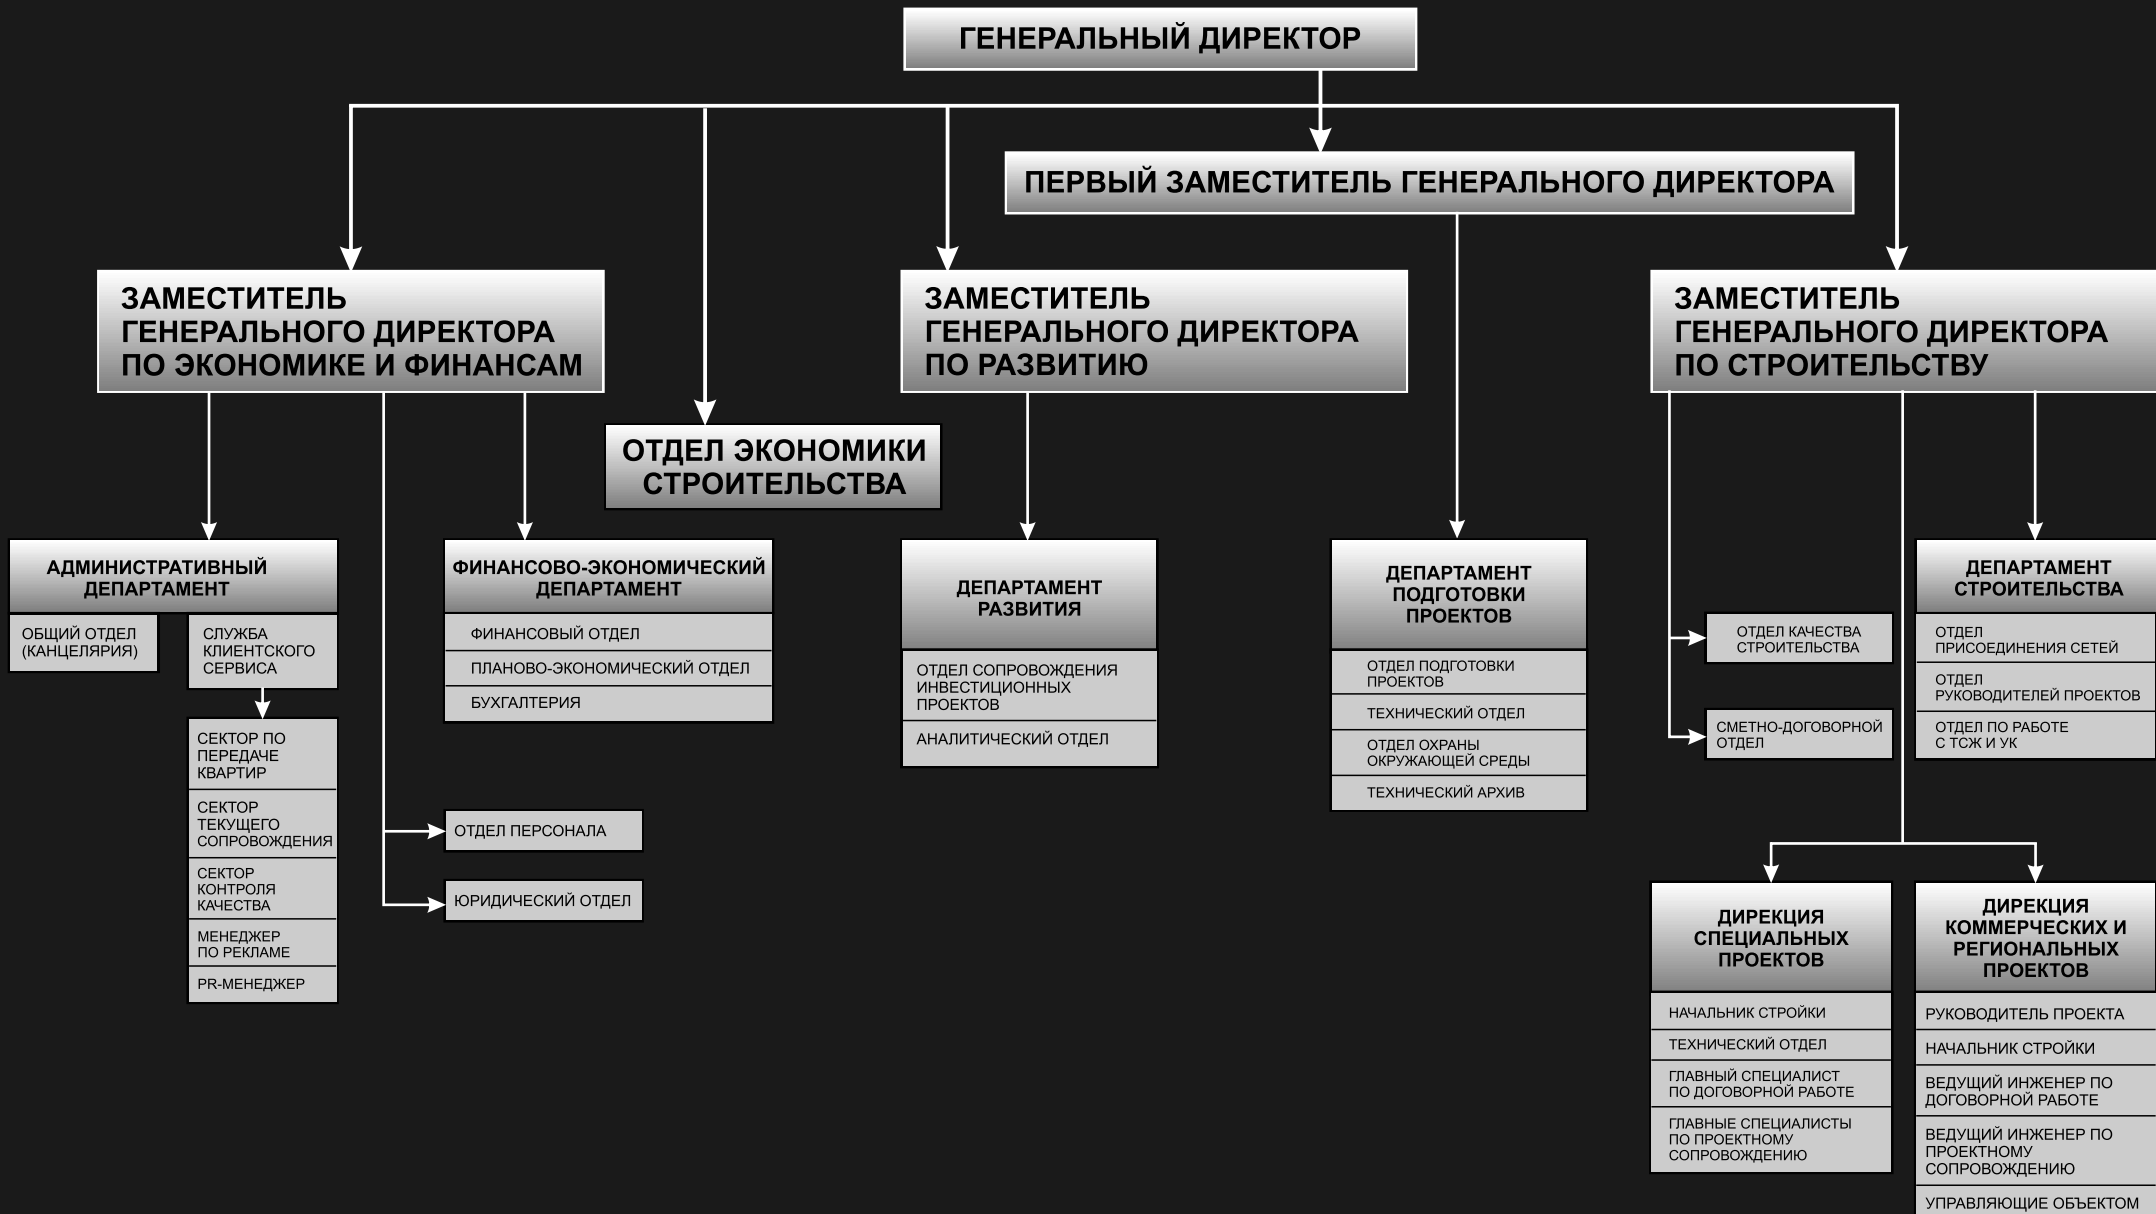 ГЕНЕРАЛЬНЫЙ ДИРЕКТОР
ПЕРВЫЙ ЗАМЕСТИТЕЛЬ ГЕНЕРАЛЬНОГО ДИРЕКТОРА
ЗАМЕСТИТЕЛЬ
ГЕНЕРАЛЬНОГО ДИРЕКТОРА
ПО ЭКОНОМИКЕ И ФИНАНСАМ
ЗАМЕСТИТЕЛЬ
ГЕНЕРАЛЬНОГО ДИРЕКТОРА
ПО РАЗВИТИЮ
ЗАМЕСТИТЕЛЬ
ГЕНЕРАЛЬНОГО ДИРЕКТОРА
ПО СТРОИТЕЛЬСТВУ
ОТДЕЛ ЭКОНОМИКИ
СТРОИТЕЛЬСТВА
АДМИНИСТРАТИВНЫЙ
ДЕПАРТАМЕНТ
ОБЩИЙ ОТДЕЛ
(КАНЦЕЛЯРИЯ)
СЛУЖБА
КЛИЕНТСКОГО
СЕРВИСА
СЕКТОР ПО
ПЕРЕДАЧЕ
КВАРТИР
СЕКТОР
ТЕКУЩЕГО
СОПРОВОЖДЕНИЯ
СЕКТОР
КОНТРОЛЯ
КАЧЕСТВА
МЕНЕДЖЕР
ПО РЕКЛАМЕ
PR-МЕНЕДЖЕР
ФИНАНСОВО-ЭКОНОМИЧЕСКИЙ
ДЕПАРТАМЕНТ
ФИНАНСОВЫЙ ОТДЕЛ
ПЛАНОВО-ЭКОНОМИЧЕСКИЙ ОТДЕЛ
БУХГАЛТЕРИЯ
ОТДЕЛ ПЕРСОНАЛА
ЮРИДИЧЕСКИЙ ОТДЕЛ
ДЕПАРТАМЕНТ
РАЗВИТИЯ
ОТДЕЛ СОПРОВОЖДЕНИЯ
ИНВЕСТИЦИОННЫХ
ПРОЕКТОВ
АНАЛИТИЧЕСКИЙ ОТДЕЛ
ДЕПАРТАМЕНТ
ПОДГОТОВКИ
ПРОЕКТОВ
ОТДЕЛ ПОДГОТОВКИ
ПРОЕКТОВ
ТЕХНИЧЕСКИЙ ОТДЕЛ
ОТДЕЛ ОХРАНЫ
ОКРУЖАЮЩЕЙ СРЕДЫ
ТЕХНИЧЕСКИЙ АРХИВ
ОТДЕЛ КАЧЕСТВА
СТРОИТЕЛЬСТВА
СМЕТНО-ДОГОВОРНОЙ
ОТДЕЛ
ДЕПАРТАМЕНТ
СТРОИТЕЛЬСТВА
ОТДЕЛ
ПРИСОЕДИНЕНИЯ СЕТЕЙ
ОТДЕЛ
РУКОВОДИТЕЛЕЙ ПРОЕКТОВ
ОТДЕЛ ПО РАБОТЕ
С ТСЖ И УК
ДИРЕКЦИЯ
СПЕЦИАЛЬНЫХ
ПРОЕКТОВ
НАЧАЛЬНИК СТРОЙКИ
ТЕХНИЧЕСКИЙ ОТДЕЛ
ГЛАВНЫЙ СПЕЦИАЛИСТ
ПО ДОГОВОРНОЙ РАБОТЕ
ГЛАВНЫЕ СПЕЦИАЛИСТЫ
ПО ПРОЕКТНОМУ
СОПРОВОЖДЕНИЮ
ДИРЕКЦИЯ
КОММЕРЧЕСКИХ И
РЕГИОНАЛЬНЫХ
ПРОЕКТОВ
РУКОВОДИТЕЛЬ ПРОЕКТА
НАЧАЛЬНИК СТРОЙКИ
ВЕДУЩИЙ ИНЖЕНЕР ПО
ДОГОВОРНОЙ РАБОТЕ
ВЕДУЩИЙ ИНЖЕНЕР ПО
ПРОЕКТНОМУ
СОПРОВОЖДЕНИЮ
УПРАВЛЯЮЩИЕ ОБЪЕКТОМ